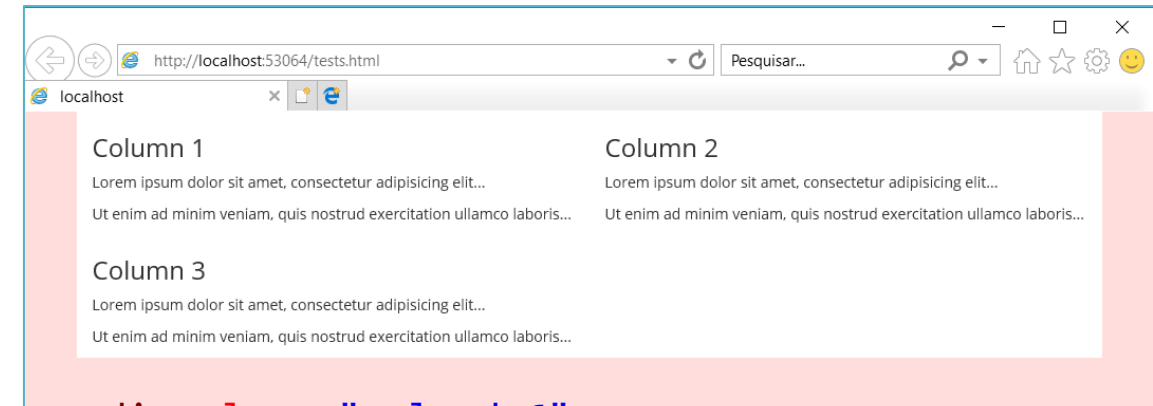 http://localhost:53064/tests.html
Pesquisar...
localhost
Column 1
Lorem ipsum dolor sit amet, consectetur adipisicing elit...
Ut enim ad minim veniam, quis nostrud exercitation ullamco laboris...
Column 2
Lorem ipsum dolor sit amet, consectetur adipisicing elit...
Ut enim ad minim veniam, quis nostrud exercitation ullamco laboris...
Column 3
Lorem ipsum dolor sit amet, consectetur adipisicing elit...
Ut enim ad minim veniam, quis nostrud exercitation ullamco laboris...